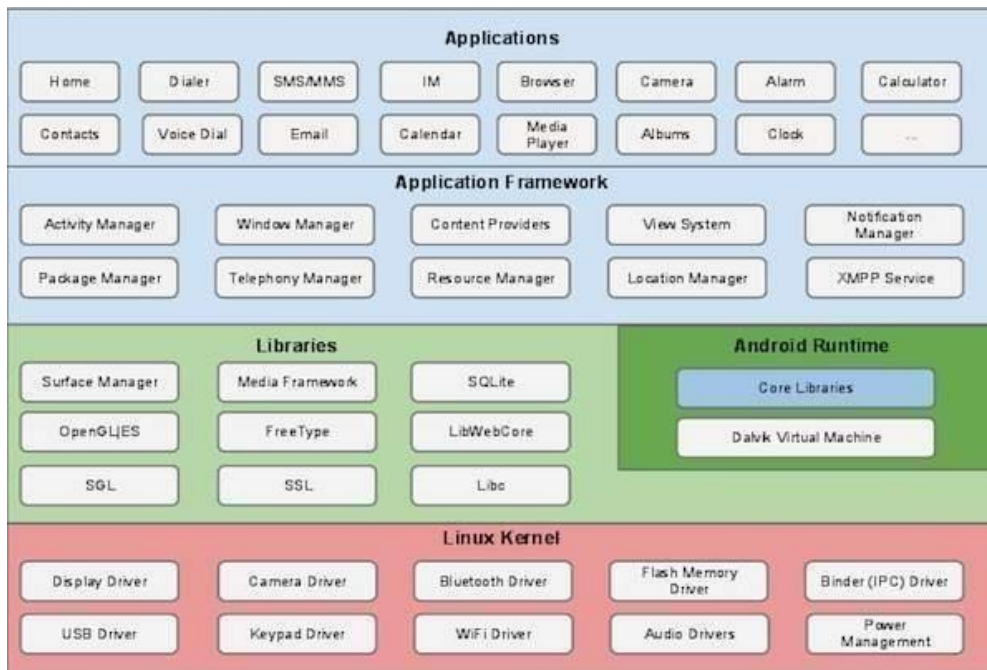 Applications
Home
Dialer
SMS/MMS
IM
Browser
Camera
Alarm
Calculator
Contacts
Voice Dial
Email
Calendar
Media
Player
Albums
Clock
...
Application Framework
Activity Manager
Window Manager
Content Providers
View System
Notification
Manager
Package Manager
Telephony Manager
Resource Manager
Location Manager
XMPP Service
Libraries
Surface Manager
Media Framework
SQLite
OpenGL|ES
FreeType
LibWebCore
SGL
SSL
Libc
Android Runtime
Core Libraries
Dalvik Virtual Machine
Linux Kernel
Display Driver
Camera Driver
Bluetooth Driver
Flash Memory
Driver
Binder (IPC) Driver
USB Driver
Keypad Driver
WiFi Driver
Audio Drivers
Power
Management